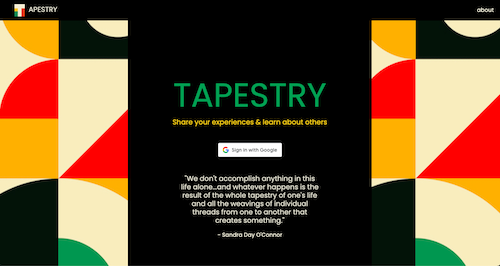 APESTRY
about
TAPESTRY
Share your experiences & learn about others
Sign in with Google
"We don't accomplish anything in this
life alone...and whatever happens is the
result of the whole tapestry of one's life
and all the weavings of individual
threads from one to another that
creates something."
~ Sandra Day O'Connor